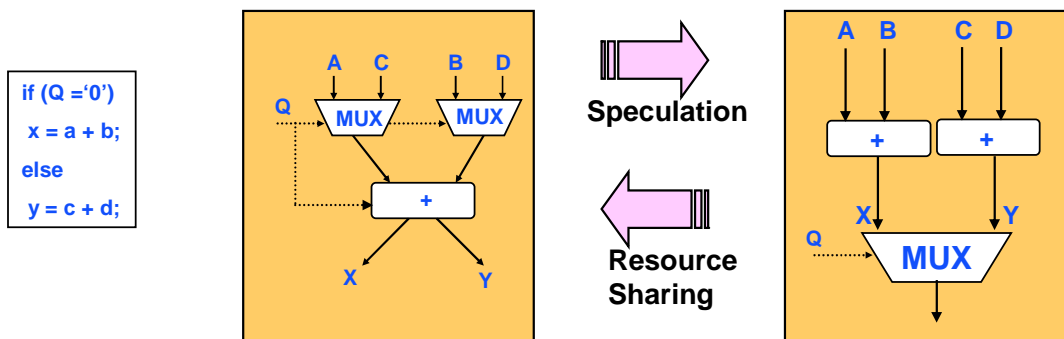 if (Q =‘0’)
x = a + b;
else
y = c + d;
A C B D
Q
MUX MUX
+
X Y
Speculation
Resource
Sharing
A B C D
+ +
X Y
Q
MUX